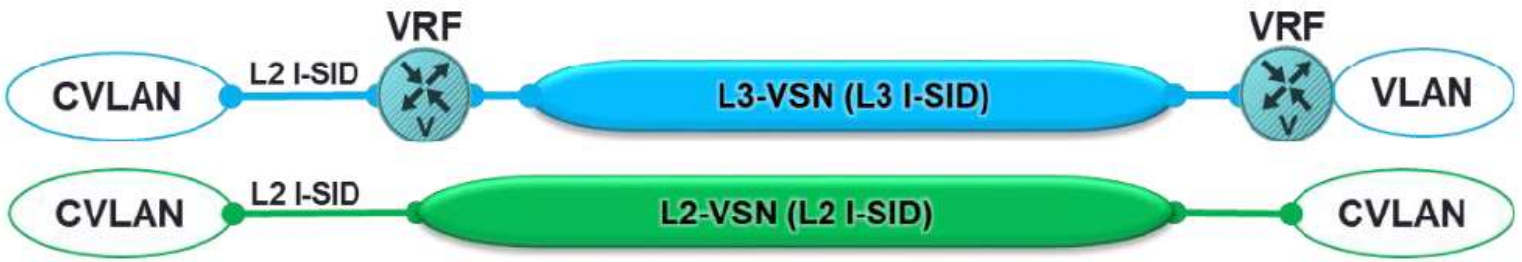 VRF VRF
CVLAN L2 I-SID V L3-VSN (L3 I-SID) V VLAN
CVLAN L2 I-SID L2-VSN (L2 I-SID) CVLAN